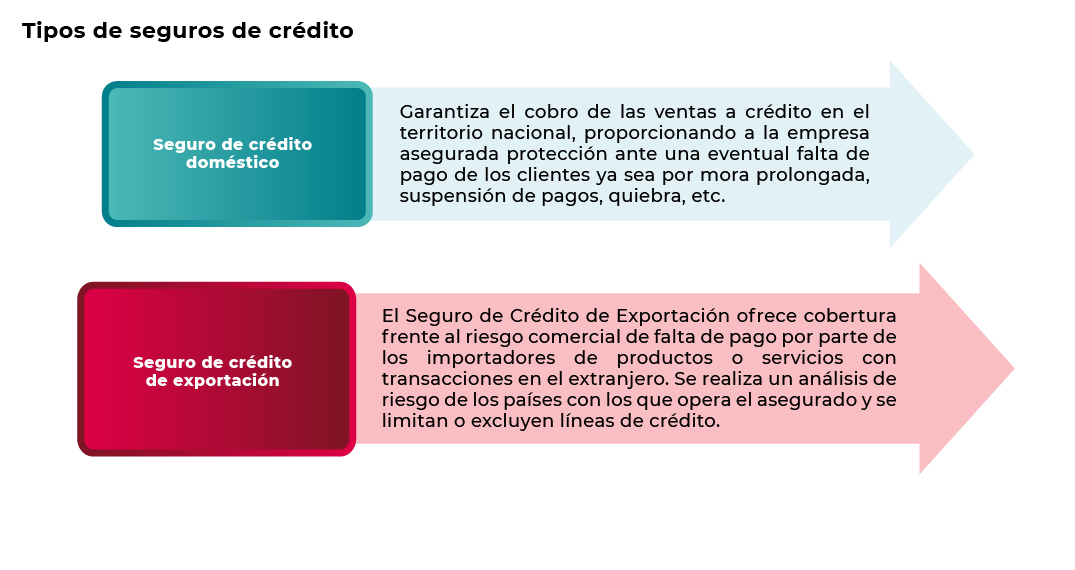 Tipos de seguros de crédito
Seguro de crédito
doméstico
Garantiza el cobro de las ventas a crédito en el
territorio nacional, proporcionando a la empresa
asegurada protección ante una eventual falta de
pago de los clientes ya sea por mora prolongada,
suspensión de pagos, quiebra, etc.
Seguro de crédito
de exportación
El Seguro de Crédito de Exportación ofrece cobertura
frente al riesgo comercial de falta de pago por parte de
los importadores de productos o servicios con
transacciones en el extranjero. Se realiza un análisis de
riesgo de los países con los que opera el asegurado y se
limitan o excluyen líneas de crédito.